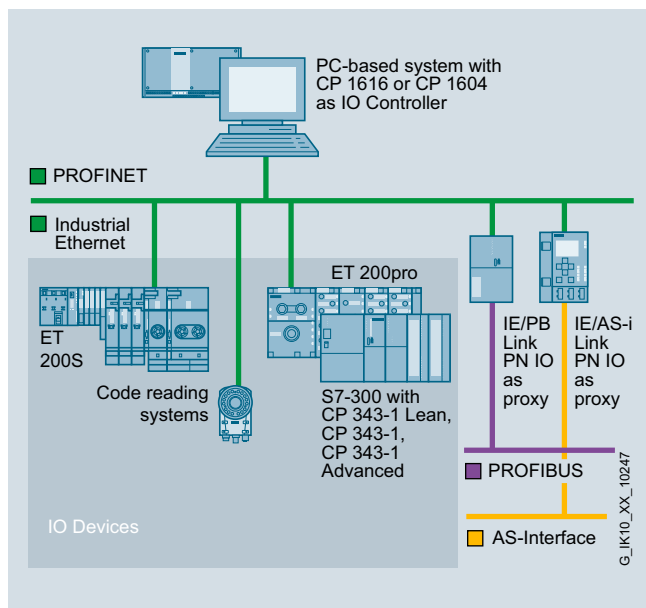 PC-based system with
CP 1616 or CP 1604
as IO Controller
PROFINET
Industrial
Ethernet
ET 200pro
ET
200S
Code reading
systems
S7-300 with
CP 343-1 Lean,
CP 343-1,
CP 343-1
Advanced
IE/PB
Link
PN IO
as
proxy
IE/AS-i
Link
PN IO
as
proxy
PROFIBUS
AS-Interface
IO Devices
G_IK10_XX_10247